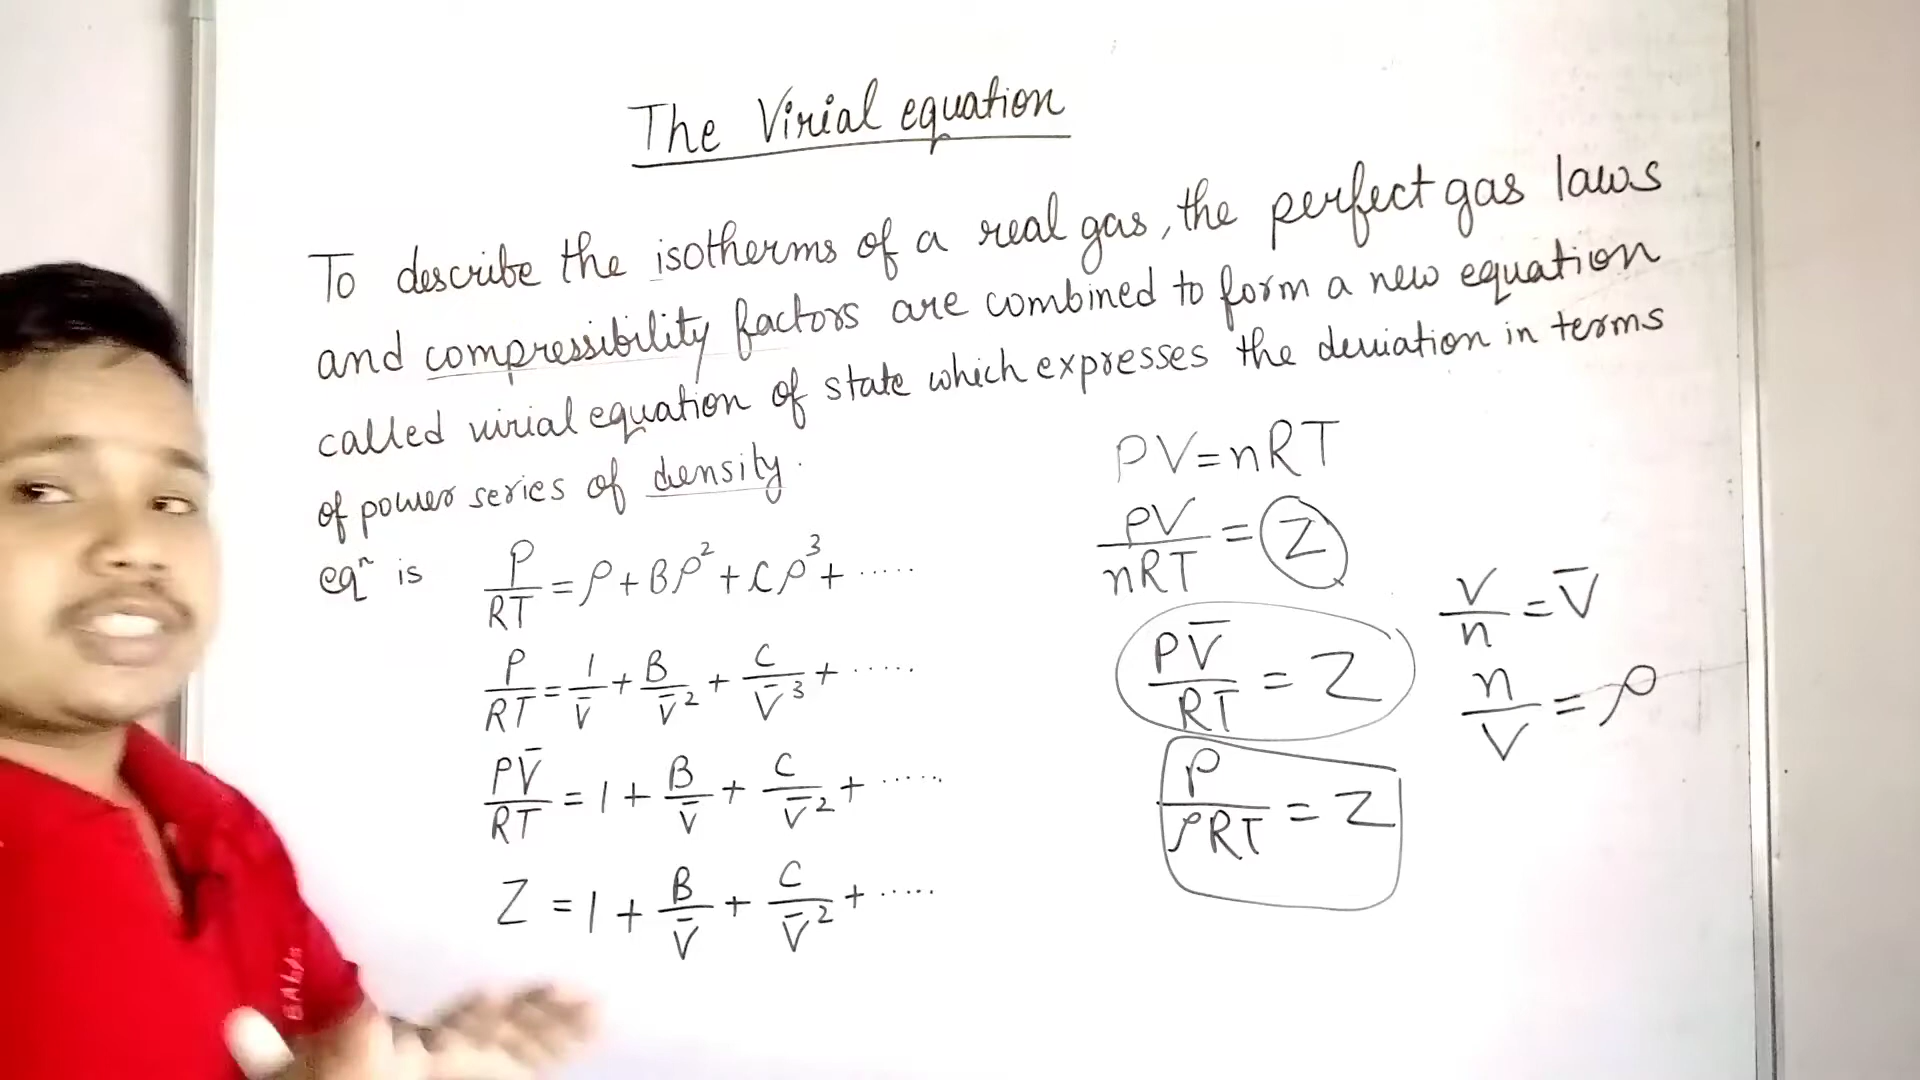 The Virial equation
To describe the isotherms of a real gas, the perfect gas laws
and compressibility factors are combined to form a new equation
called virial equation of state which expresses the deviation in terms
of power series of density.
eqⁿ is P/RT = ρ + Bρ² + Cρ³ + ·····
P/RT = 1/V̄ + B/V̄² + C/V̄³ + ·····
PV̄/RT = 1 + B/V̄ + C/V̄² + ······
Z = 1 + B/V̄ + C/V̄² + ·····
PV = nRT
PV/nRT = Z
PV̄/RT = Z
P/ρRT = Z
V/n = V̄
n/V = ρ